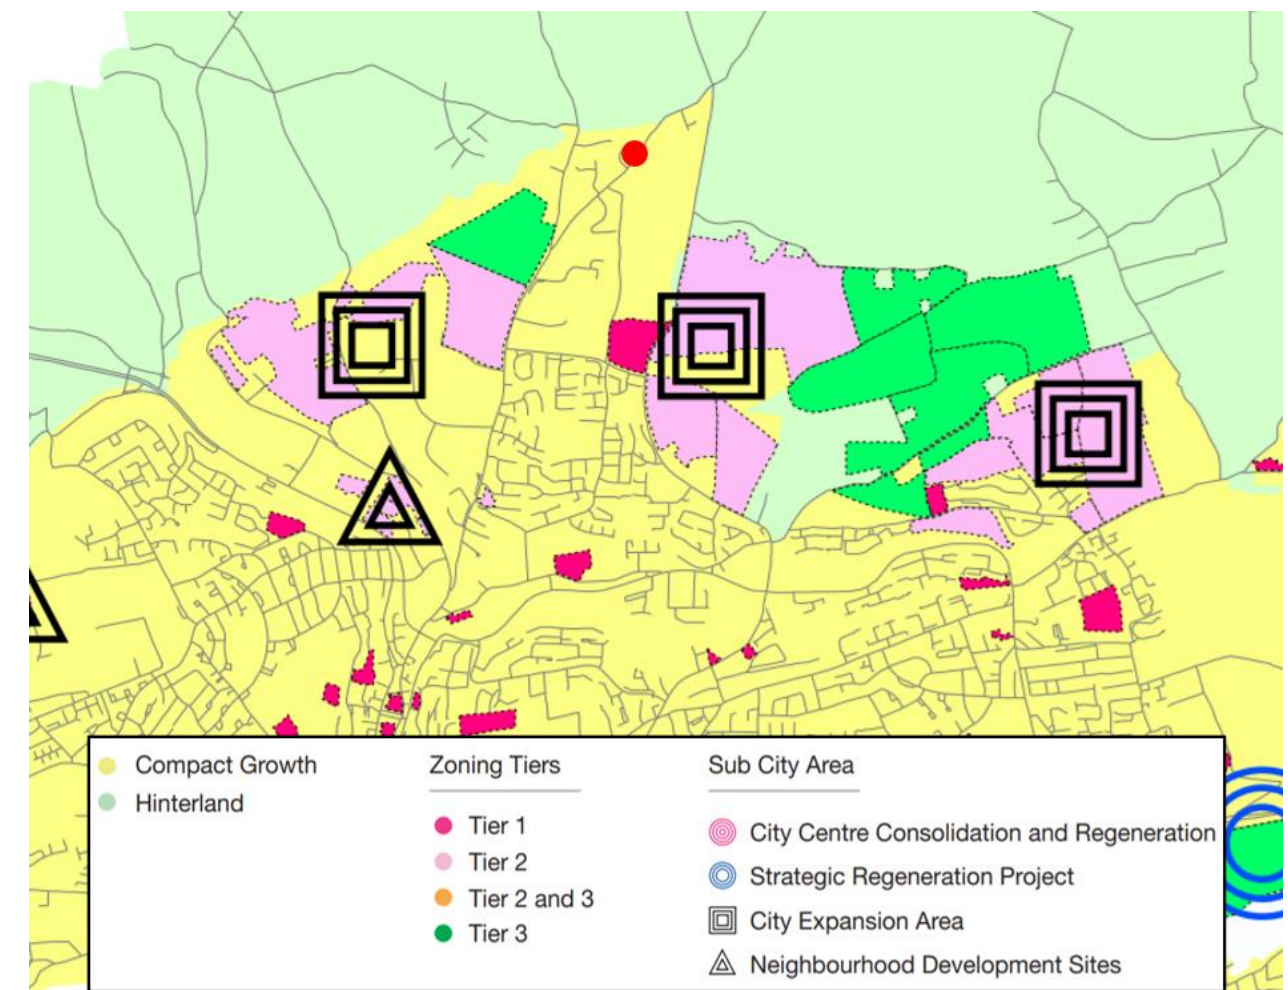 Compact Growth
Hinterland
Zoning Tiers
Tier 1
Tier 2
Tier 2 and 3
Tier 3
Sub City Area
City Centre Consolidation and Regeneration
Strategic Regeneration Project
City Expansion Area
Neighbourhood Development Sites